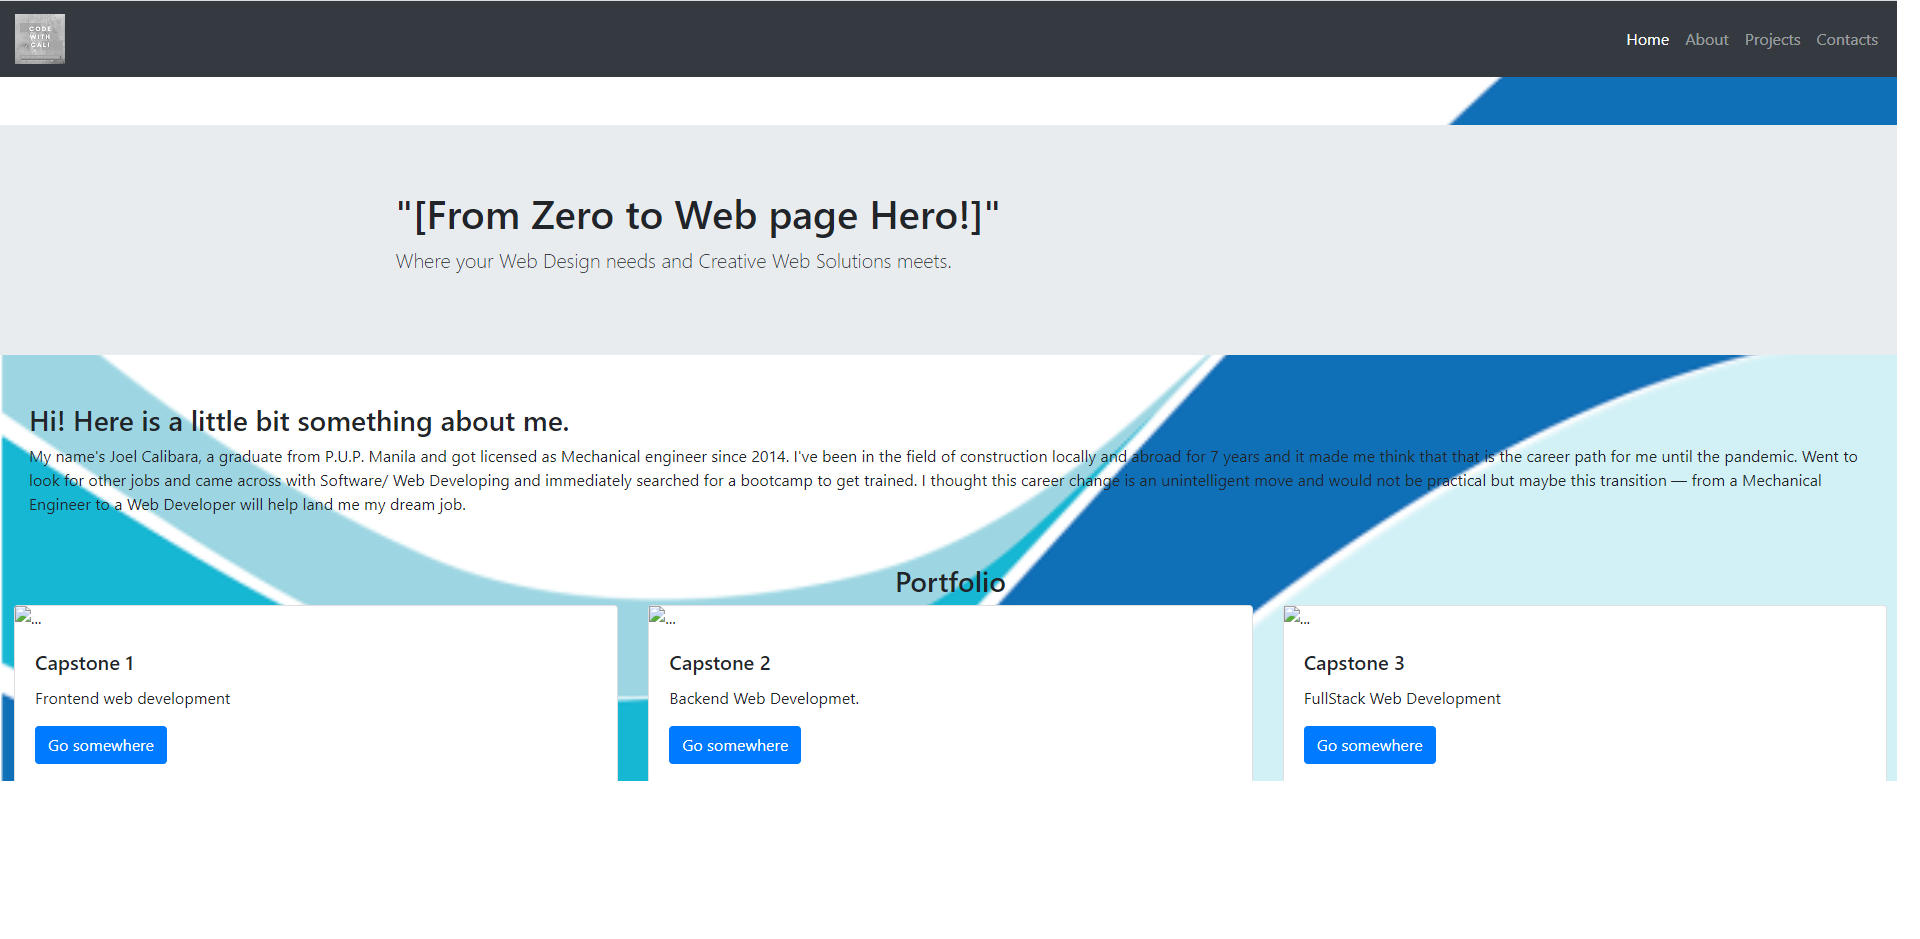 CODE
WITH
CALI
Home About Projects Contacts
"[From Zero to Web page Hero!]"
Where your Web Design needs and Creative Web Solutions meets.
Hi! Here is a little bit something about me.
My name's Joel Calibara, a graduate from P.U.P. Manila and got licensed as Mechanical engineer since 2014. I've been in the field of construction locally and abroad for 7 years and it made me think that that is the career path for me until the pandemic. Went to
look for other jobs and came across with Software/ Web Developing and immediately searched for a bootcamp to get trained. I thought this career change is an unintelligent move and would not be practical but maybe this transition — from a Mechanical
Engineer to a Web Developer will help land me my dream job.
Portfolio
...
Capstone 1
Frontend web development
Go somewhere
...
Capstone 2
Backend Web Developmet.
Go somewhere
...
Capstone 3
FullStack Web Development
Go somewhere